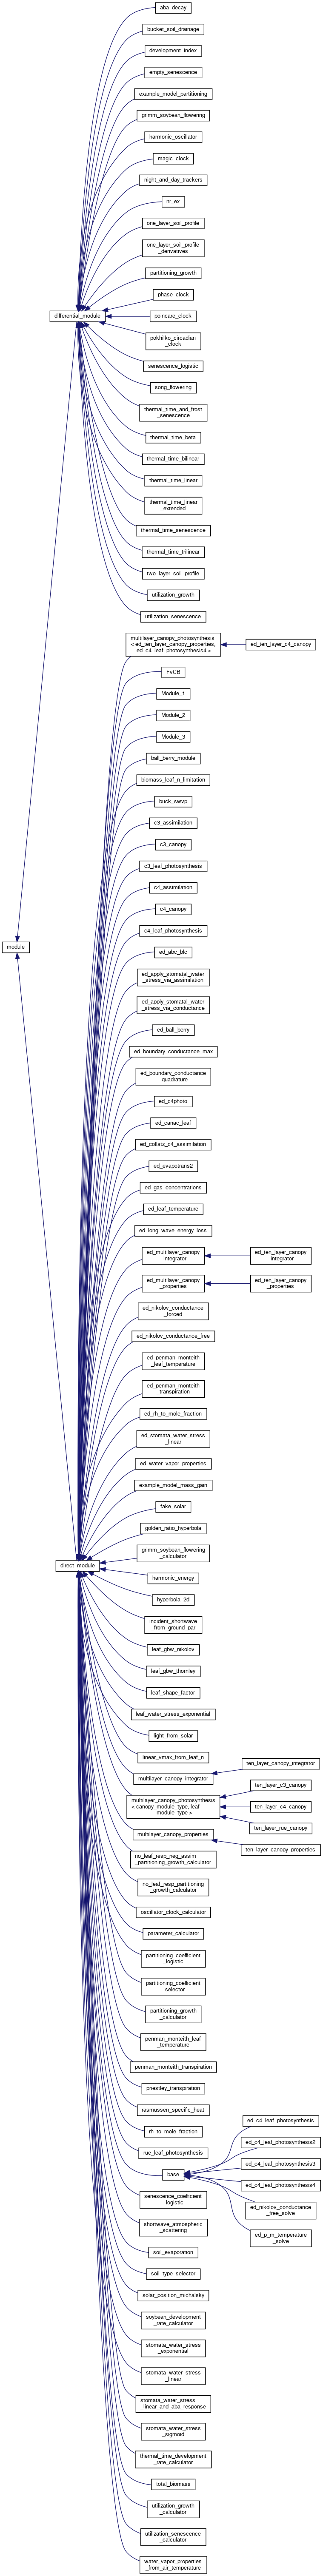 aba_decay
bucket_soil_drainage
development_index
empty_senescence
example_model_partitioning
grimm_soybean_flowering
harmonic_oscillator
magic_clock
night_and_day_trackers
nr_ex
one_layer_soil_profile
one_layer_soil_profile
_derivatives
partitioning_growth
phase_clock
differential_module
poincare_clock
pokhilko_circadian
_clock
senescence_logistic
song_flowering
thermal_time_and_frost
_senescence
thermal_time_beta
thermal_time_bilinear
thermal_time_linear
thermal_time_linear
_extended
thermal_time_senescence
thermal_time_trilinear
two_layer_soil_profile
utilization_growth
utilization_senescence
multilayer_canopy_photosynthesis
< ed_ten_layer_canopy_properties,
ed_c4_leaf_photosynthesis4 >
ed_ten_layer_c4_canopy
FvCB
Module_1
Module_2
Module_3
ball_berry_module
biomass_leaf_n_limitation
buck_swvp
c3_assimilation
c3_canopy
c3_leaf_photosynthesis
c4_assimilation
c4_canopy
c4_leaf_photosynthesis
module
ed_abc_blc
ed_apply_stomatal_water
_stress_via_assimilation
ed_apply_stomatal_water
_stress_via_conductance
ed_ball_berry
ed_boundary_conductance_max
ed_boundary_conductance
_quadrature
ed_c4photo
ed_canac_leaf
ed_collatz_c4_assimilation
ed_evapotrans2
ed_gas_concentrations
ed_leaf_temperature
ed_long_wave_energy_loss
ed_multilayer_canopy
_integrator
ed_ten_layer_canopy
_integrator
ed_multilayer_canopy
_properties
ed_ten_layer_canopy
_properties
ed_nikolov_conductance
_forced
ed_nikolov_conductance_free
ed_penman_monteith
_leaf_temperature
ed_penman_monteith
_transpiration
ed_rh_to_mole_fraction
ed_stomata_water_stress
_linear
ed_water_vapor_properties
example_model_mass_gain
fake_solar
golden_ratio_hyperbola
grimm_soybean_flowering
_calculator
direct_module
harmonic_energy
hyperbola_2d
incident_shortwave
_from_ground_par
leaf_gbw_nikolov
leaf_gbw_thornley
leaf_shape_factor
leaf_water_stress_exponential
light_from_solar
linear_vmax_from_leaf_n
multilayer_canopy_integrator
ten_layer_canopy_integrator
multilayer_canopy_photosynthesis
< canopy_module_type, leaf
_module_type >
ten_layer_c3_canopy
ten_layer_c4_canopy
ten_layer_rue_canopy
multilayer_canopy_properties
ten_layer_canopy_properties
no_leaf_resp_neg_assim
_partitioning_growth_calculator
no_leaf_resp_partitioning
_growth_calculator
oscillator_clock_calculator
parameter_calculator
partitioning_coefficient
_logistic
partitioning_coefficient
_selector
partitioning_growth
_calculator
penman_monteith_leaf
_temperature
penman_monteith_transpiration
priestley_transpiration
rasmussen_specific_heat
rh_to_mole_fraction
rue_leaf_photosynthesis
base
ed_c4_leaf_photosynthesis
ed_c4_leaf_photosynthesis2
ed_c4_leaf_photosynthesis3
ed_c4_leaf_photosynthesis4
ed_nikolov_conductance
_free_solve
ed_p_m_temperature
_solve
senescence_coefficient
_logistic
shortwave_atmospheric
_scattering
soil_evaporation
soil_type_selector
solar_position_michalsky
soybean_development
_rate_calculator
stomata_water_stress
_exponential
stomata_water_stress
_linear
stomata_water_stress
_linear_and_aba_response
stomata_water_stress
_sigmoid
thermal_time_development
_rate_calculator
total_biomass
utilization_growth
_calculator
utilization_senescence
_calculator
water_vapor_properties
_from_air_temperature